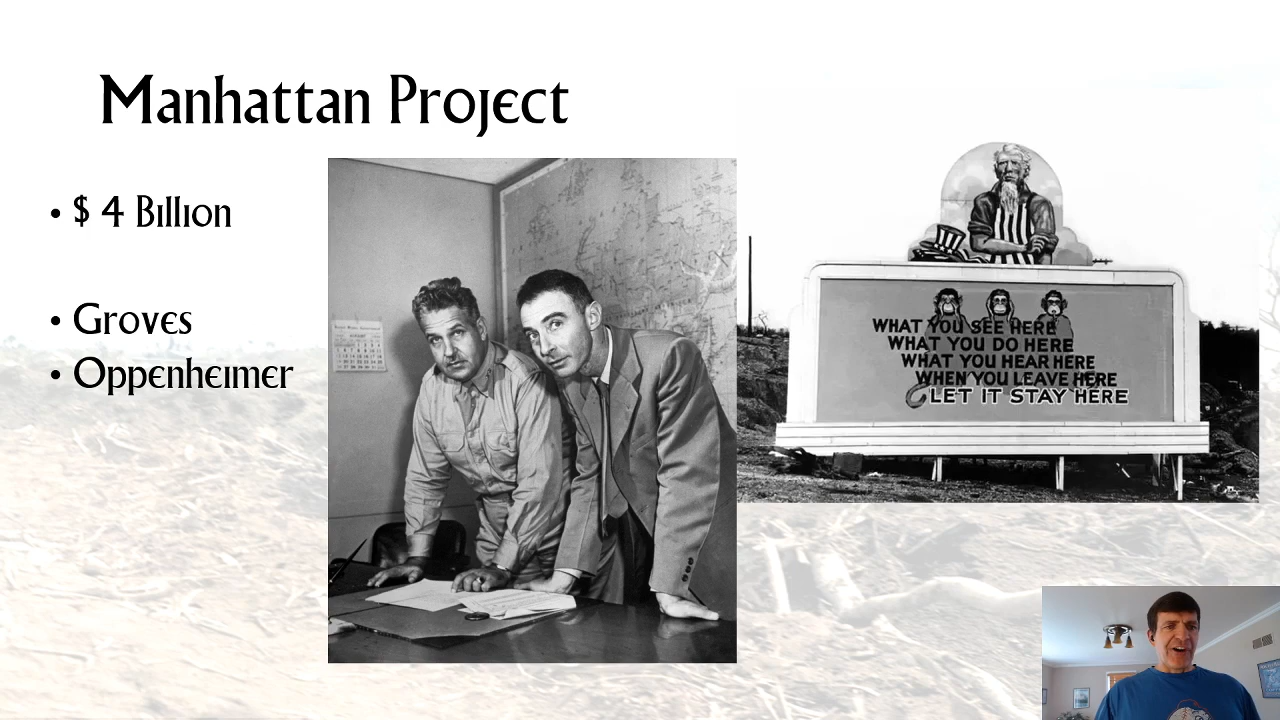 Manhattan Project
• $ 4 Billion
• Groves
• Oppenheimer
WHAT YOU SEE HERE
WHAT YOU DO HERE
WHAT YOU HEAR HERE
WHEN YOU LEAVE HERE
LET IT STAY HERE